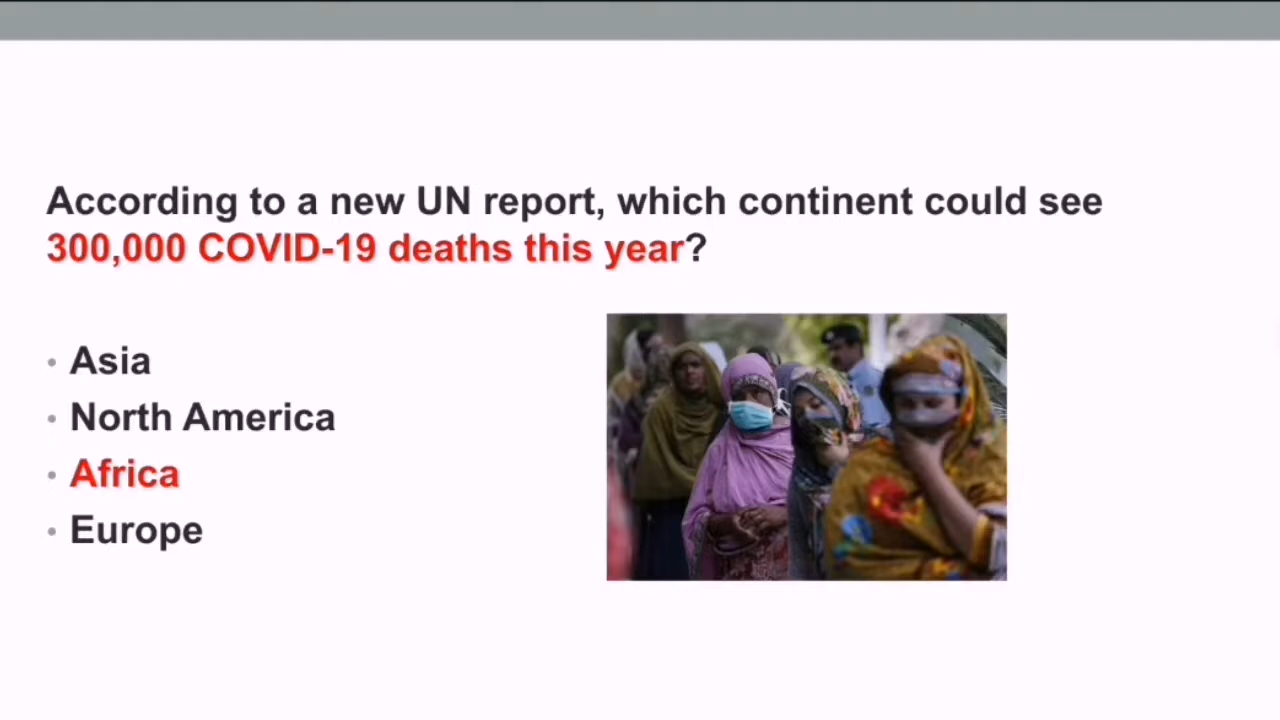 According to a new UN report, which continent could see
300,000 COVID-19 deaths this year?
• Asia
• North America
• Africa
• Europe